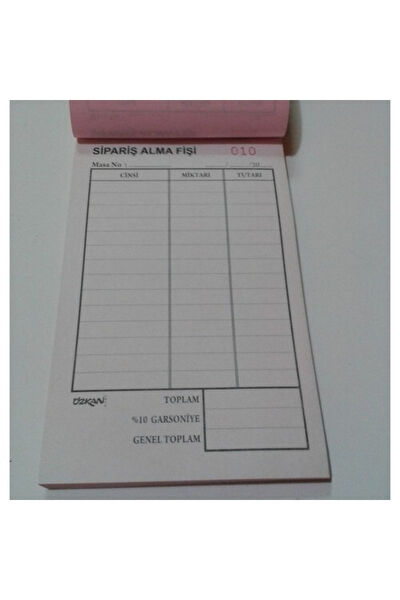 SİPARİŞ ALMA FİŞİ 010
Masa No : ........ ....../....../20....
CİNSİ MİKTARI TUTARI
ÖZKAN TOPLAM
%10 GARSONİYE
GENEL TOPLAM